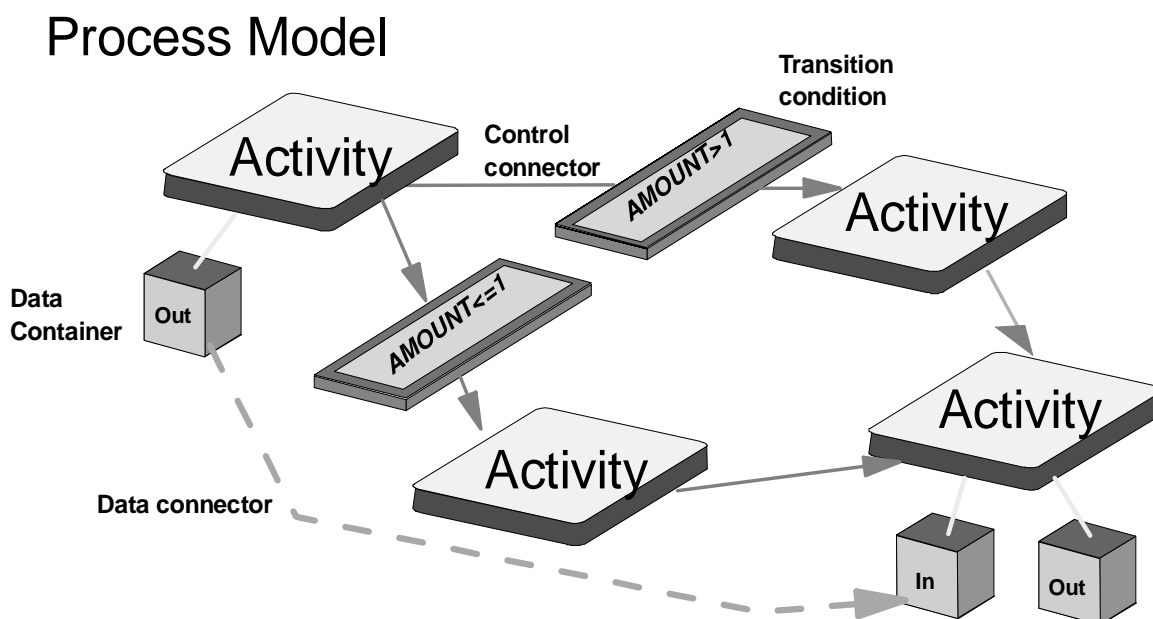 Process Model
Transition
condition
Activity
Control
connector
AMOUNT>1
Activity
Data
Container
Out
AMOUNT<=1
Activity
Activity
Data connector
In
Out